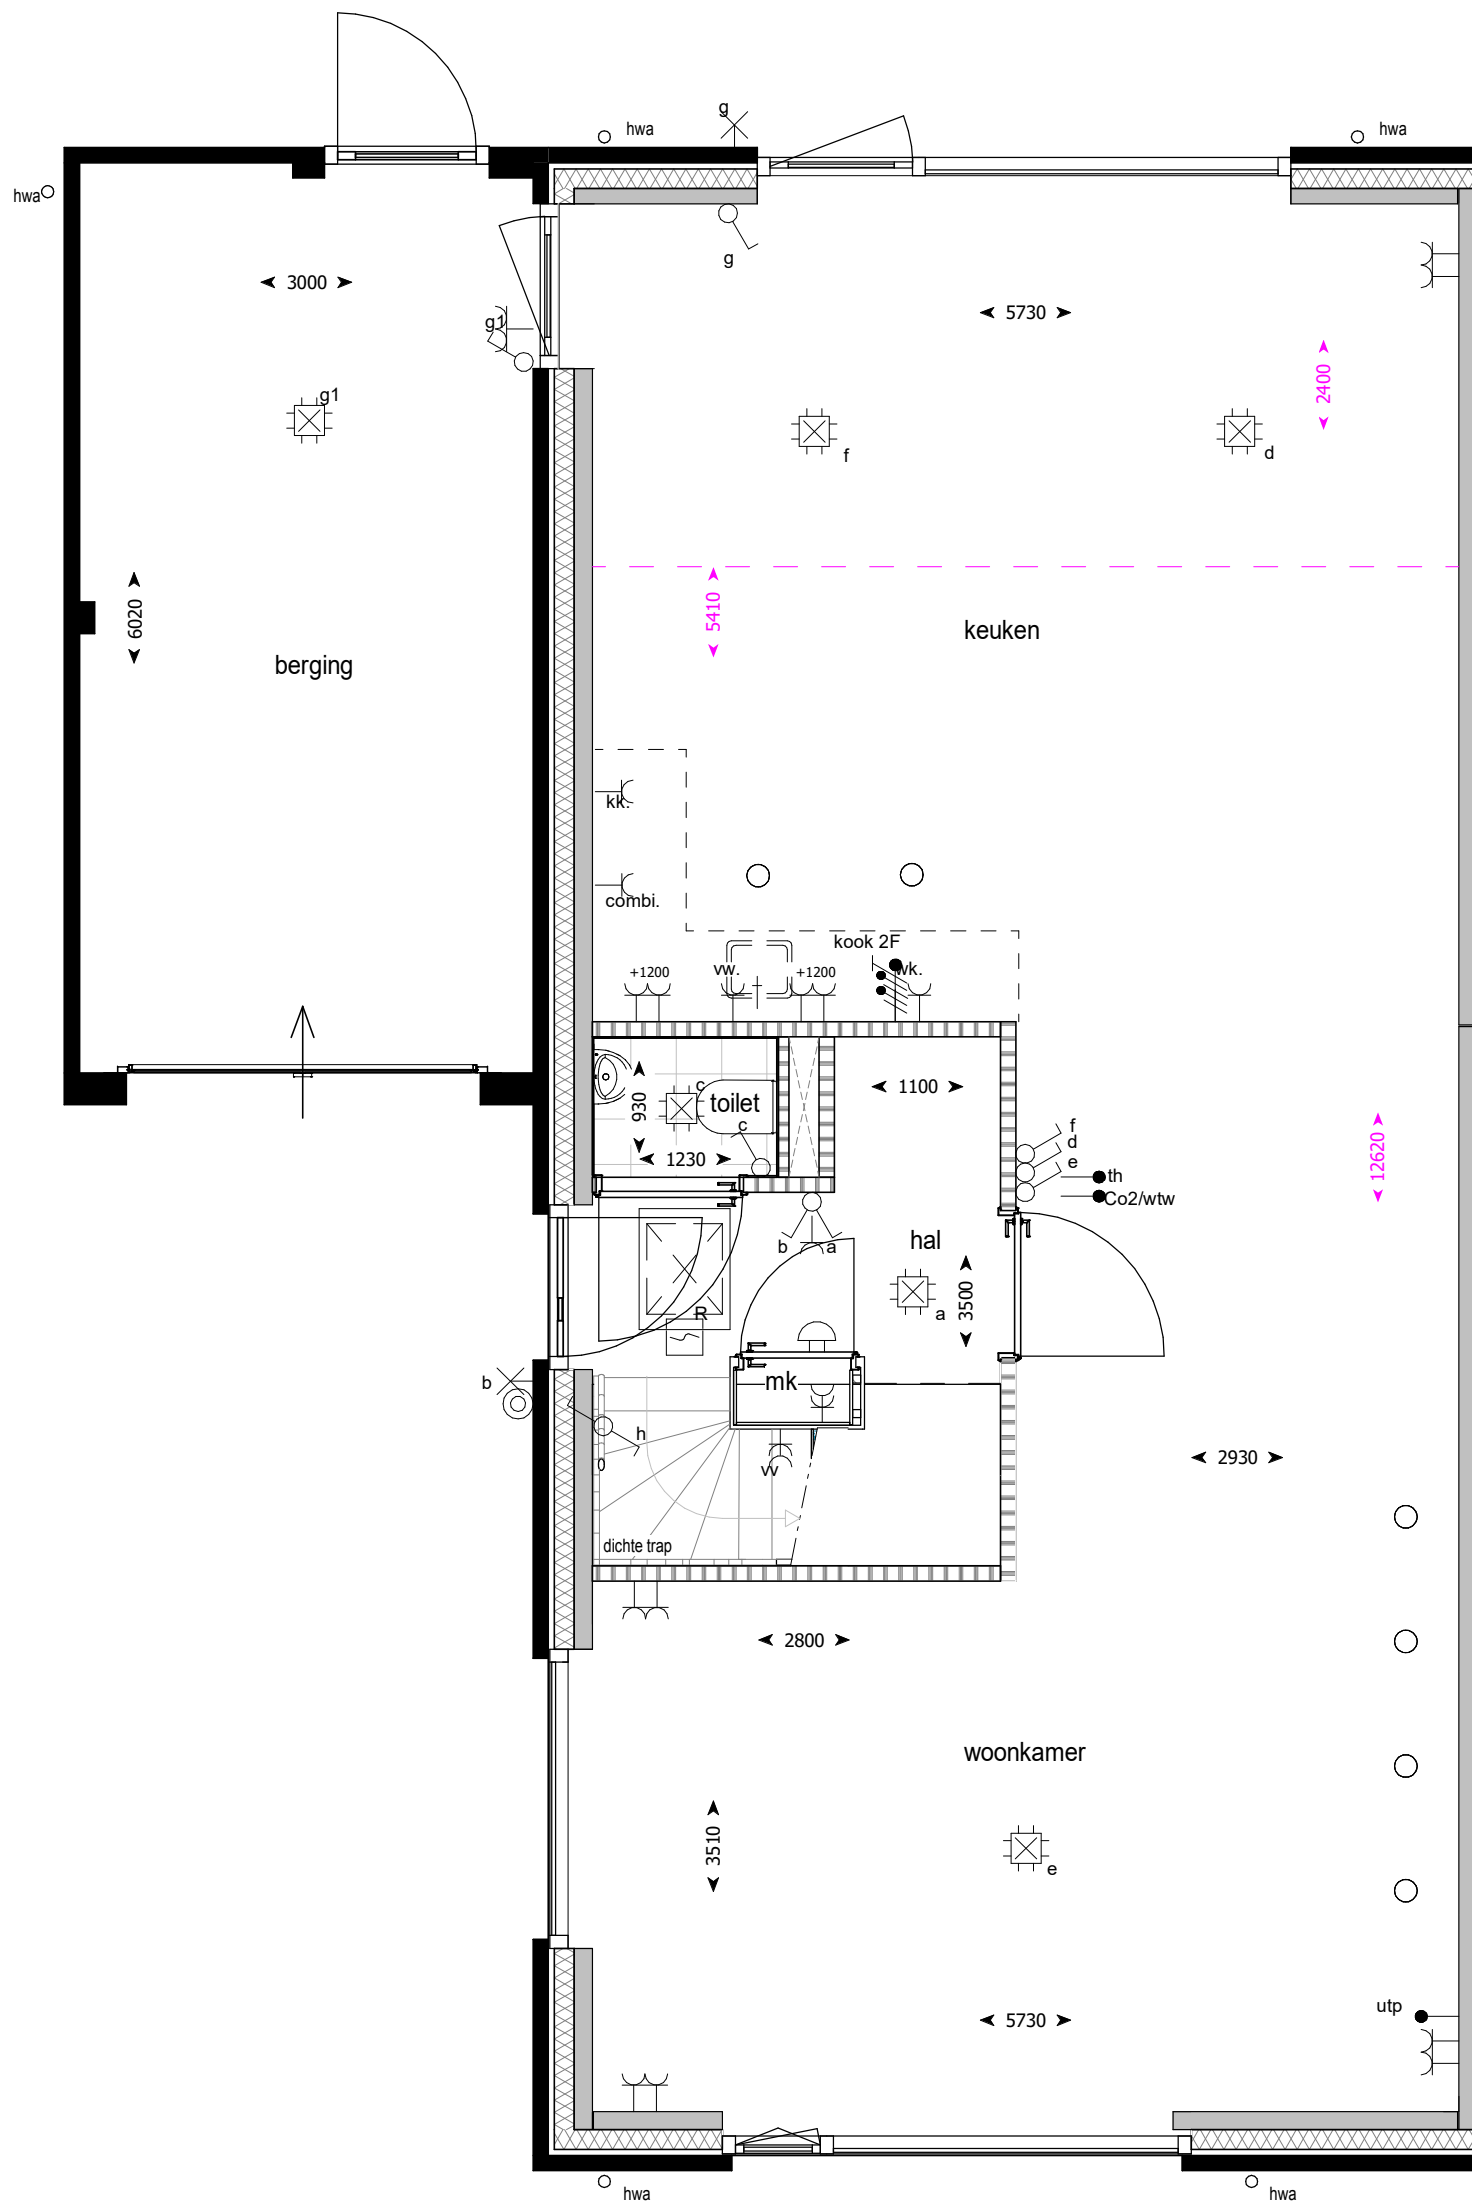 g
hwa
hwa
hwa
g
3000
5730
g1
2400
g1
f
d
6020
5410
keuken
berging
kk.
combi.
kook 2F
+1200
vw.
+1200
wk.
930
c
toilet
1100
c
1230
f
d
e
th
Co2/wtw
12620
b
a
hal
3500
R
a
mk
b
h
0
vv
2930
dichte trap
2800
woonkamer
3510
e
utp
5730
hwa
hwa